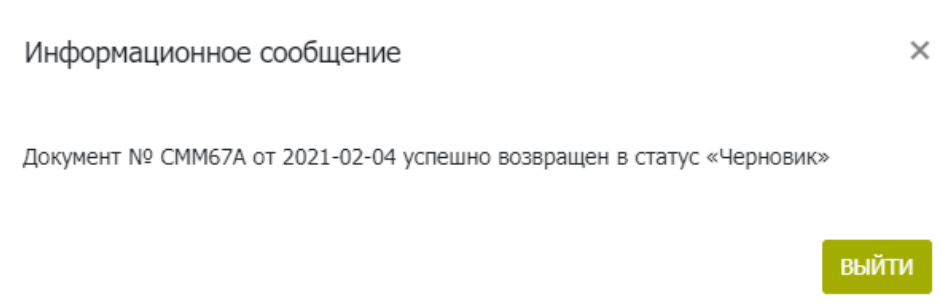 Информационное сообщение
Документ № СММ67А от 2021-02-04 успешно возвращен в статус «Черновик»
ВЫЙТИ